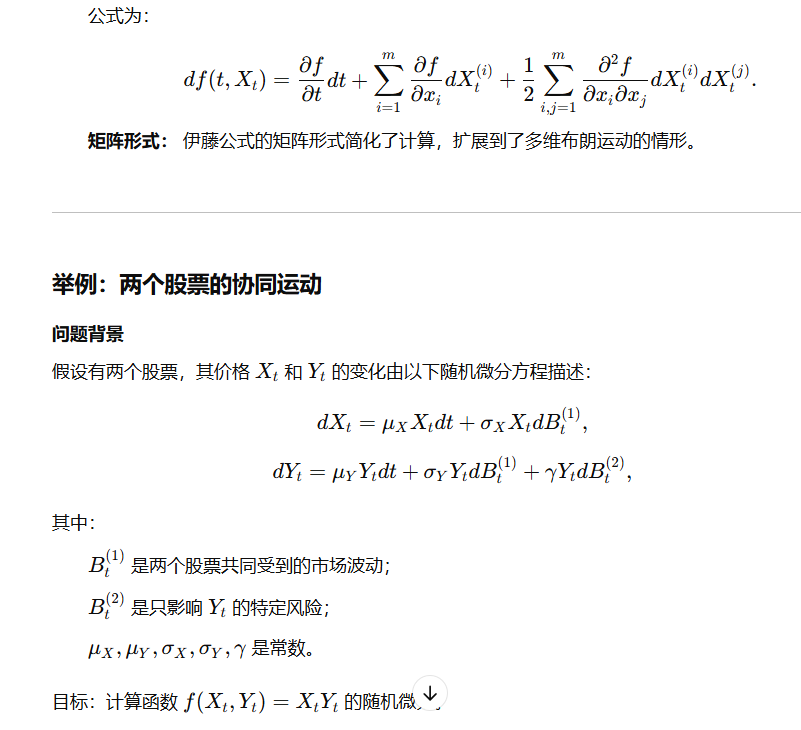 公式为：
$$df(t, X_t) = \frac{\partial f}{\partial t}dt + \sum_{i=1}^{m} \frac{\partial f}{\partial x_i}dX_t^{(i)} + \frac{1}{2}\sum_{i,j=1}^{m} \frac{\partial^2 f}{\partial x_i \partial x_j}dX_t^{(i)}dX_t^{(j)}.$$
矩阵形式： 伊藤公式的矩阵形式简化了计算，扩展到了多维布朗运动的情形。
举例：两个股票的协同运动
问题背景
假设有两个股票，其价格 $X_t$ 和 $Y_t$ 的变化由以下随机微分方程描述：
$$dX_t = \mu_X X_t dt + \sigma_X X_t dB_t^{(1)},$$
$$dY_t = \mu_Y Y_t dt + \sigma_Y Y_t dB_t^{(1)} + \gamma Y_t dB_t^{(2)},$$
其中：
$B_t^{(1)}$ 是两个股票共同受到的市场波动；
$B_t^{(2)}$ 是只影响 $Y_t$ 的特定风险；
$\mu_X, \mu_Y, \sigma_X, \sigma_Y, \gamma$ 是常数。
目标：计算函数 $f(X_t, Y_t) = X_t Y_t$ 的随机微